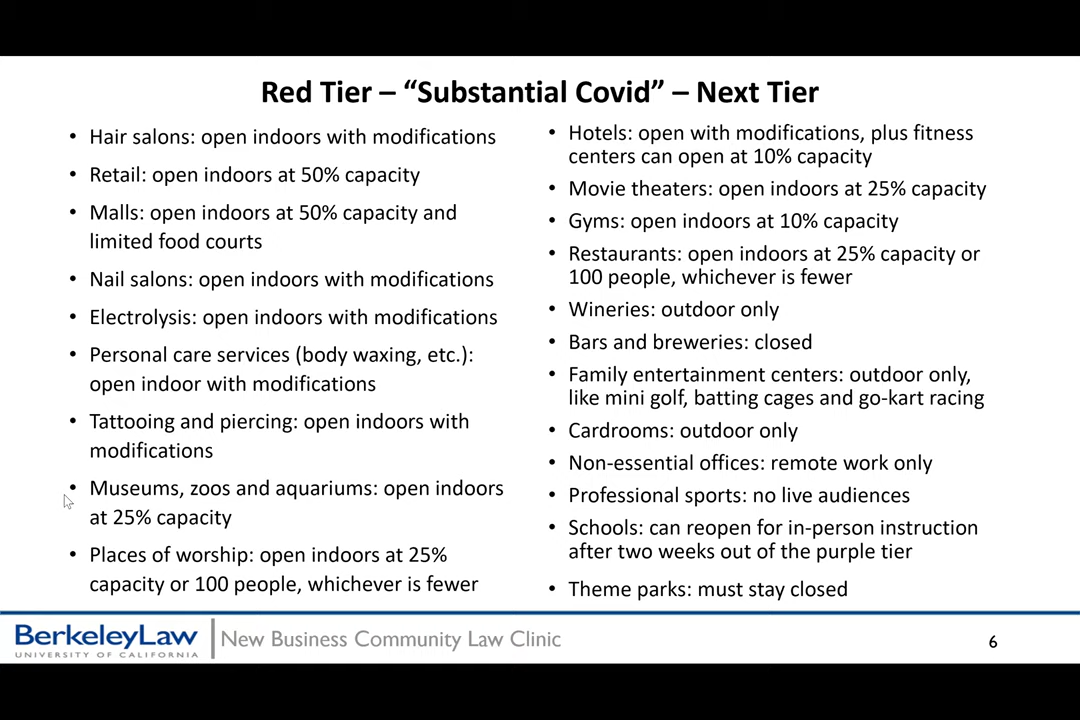 Red Tier – “Substantial Covid” – Next Tier
• Hair salons: open indoors with modifications
• Retail: open indoors at 50% capacity
• Malls: open indoors at 50% capacity and
limited food courts
• Nail salons: open indoors with modifications
• Electrolysis: open indoors with modifications
• Personal care services (body waxing, etc.):
open indoor with modifications
• Tattooing and piercing: open indoors with
modifications
• Museums, zoos and aquariums: open indoors
at 25% capacity
• Places of worship: open indoors at 25%
capacity or 100 people, whichever is fewer
• Hotels: open with modifications, plus fitness
centers can open at 10% capacity
• Movie theaters: open indoors at 25% capacity
• Gyms: open indoors at 10% capacity
• Restaurants: open indoors at 25% capacity or
100 people, whichever is fewer
• Wineries: outdoor only
• Bars and breweries: closed
• Family entertainment centers: outdoor only,
like mini golf, batting cages and go-kart racing
• Cardrooms: outdoor only
• Non-essential offices: remote work only
• Professional sports: no live audiences
• Schools: can reopen for in-person instruction
after two weeks out of the purple tier
• Theme parks: must stay closed
BerkeleyLaw
UNIVERSITY OF CALIFORNIA
New Business Community Law Clinic
6